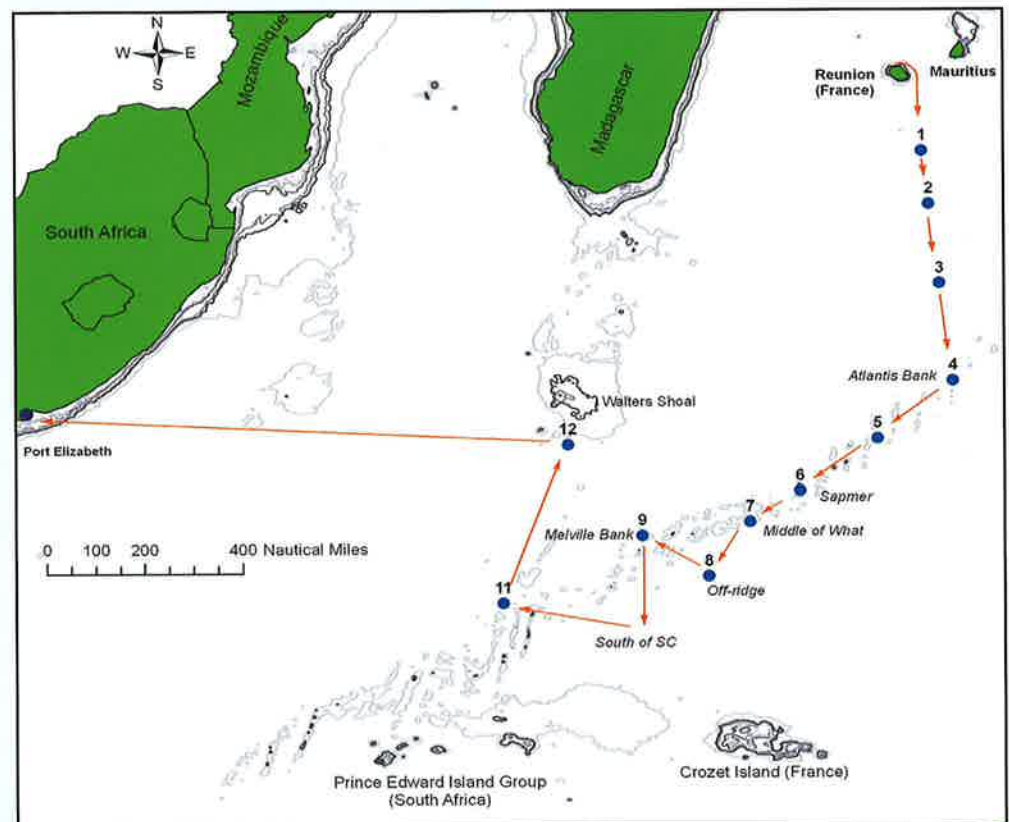 N
W E
S
Mozambique
Madagascar
South Africa
Reunion
(France)
Mauritius
1
2
3
4
Atlantis Bank
5
6
Sapmer
7
Middle of What
8
Off-ridge
9
Melville Bank
South of SC
11
12
Walters Shoal
Port Elizabeth
0 100 200 400 Nautical Miles
Prince Edward Island Group
(South Africa)
Crozet Island (France)